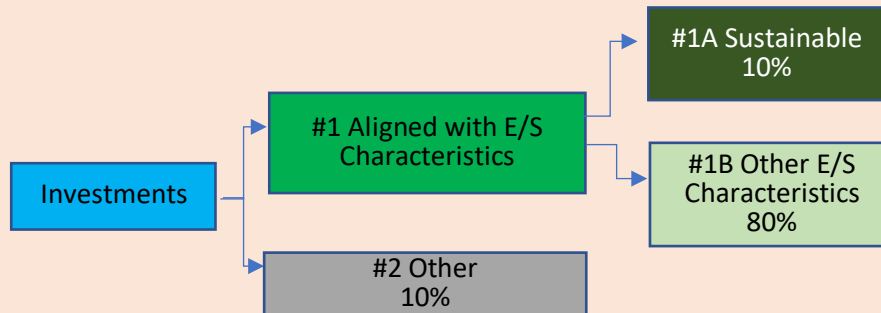 Investments
#1 Aligned with E/S
Characteristics
#2 Other
10%
#1A Sustainable
10%
#1B Other E/S
Characteristics
80%